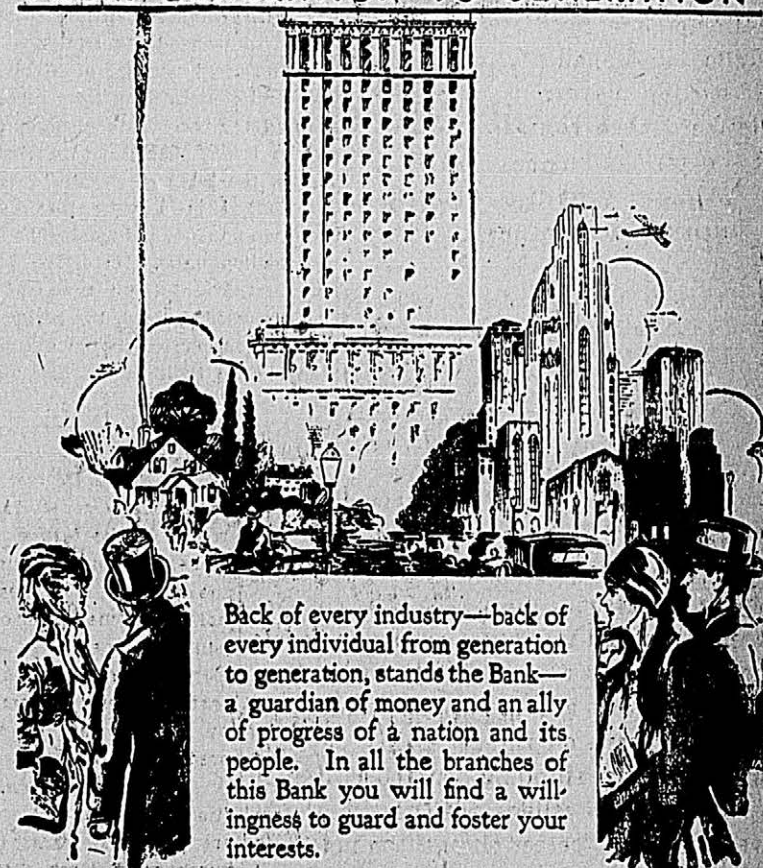 TO GENERATION
Back of every industry—back of
every individual from generation
to generation, stands the Bank—
a guardian of money and an ally
of progress of a nation and its
people. In all the branches of
this Bank you will find a will-
ingness to guard and foster your
interests.